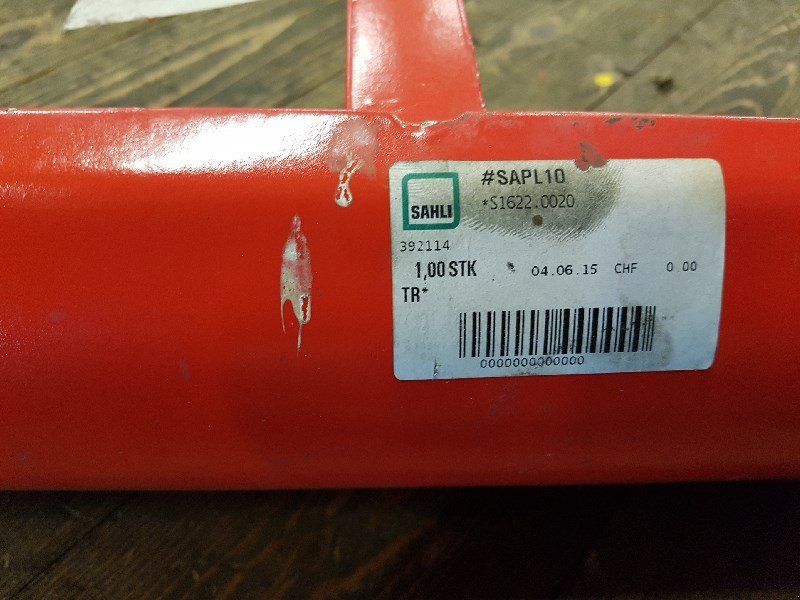 SAHLI
#SAPL10
*S1622.0020
392114
1,00 STK 04.06.15 CHF 0.00
TR*
0000000000000